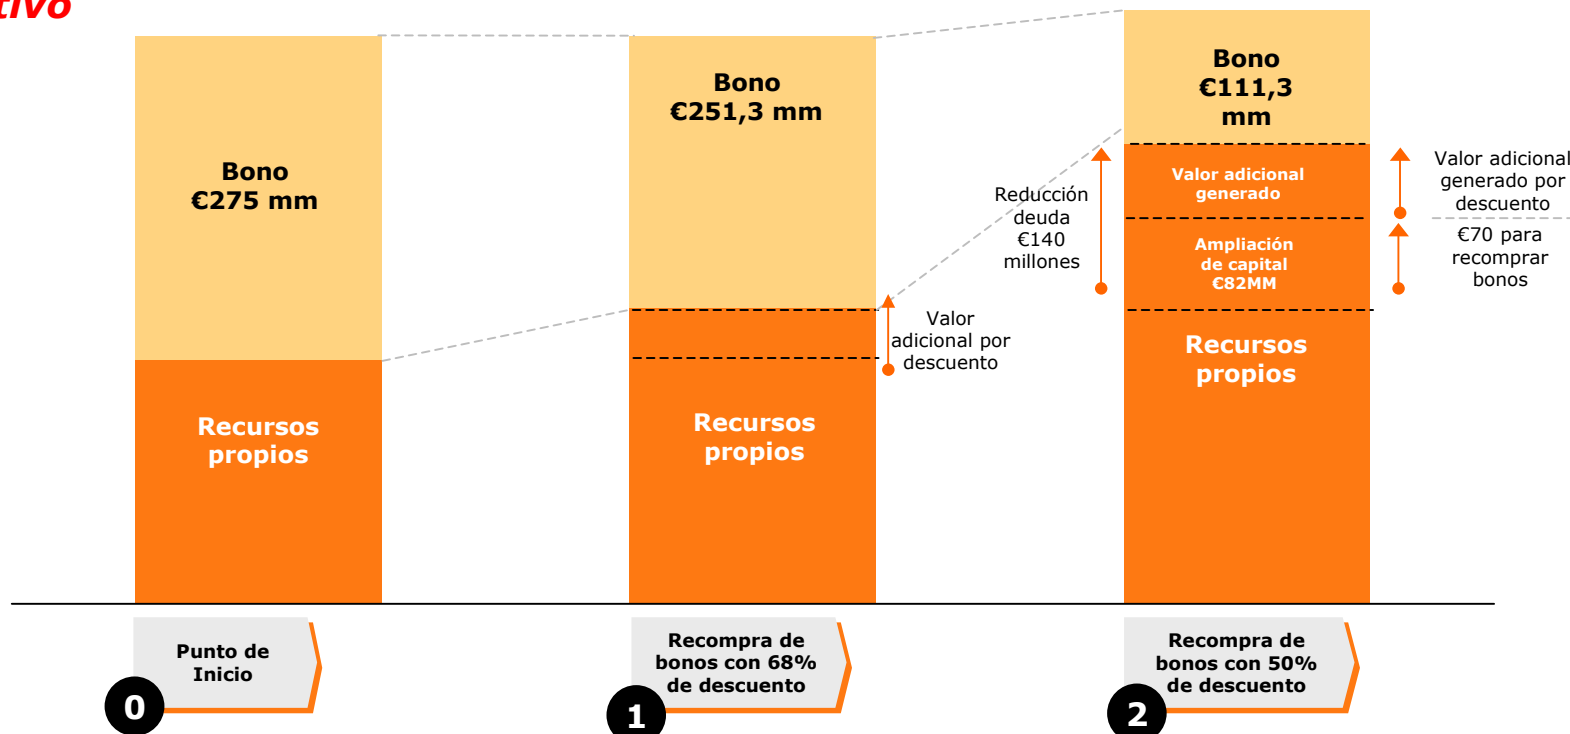 Bono
€275 mm
Recursos
propios
Bono
€251,3 mm
Valor
adicional por
descuento
Recursos
propios
Bono
€111,3
mm
Reducción
deuda
€140
millones
Valor adicional
generado
Ampliación
de capital
€82MM
Recursos
propios
Valor adicional
generado por
descuento
€70 para
recomprar
bonos
0
Punto de
Inicio
1
Recompra de
bonos con 68%
de descuento
2
Recompra de
bonos con 50%
de descuento